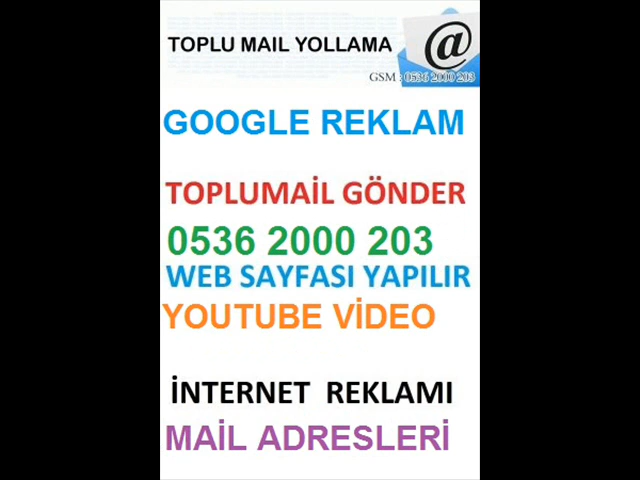 TOPLU MAIL YOLLAMA
GSM : 0536 2000 203
GOOGLE REKLAM
TOPLUMAİL GÖNDER
0536 2000 203
WEB SAYFASI YAPILIR
YOUTUBE VİDEO
İNTERNET REKLAMI
MAİL ADRESLERİ